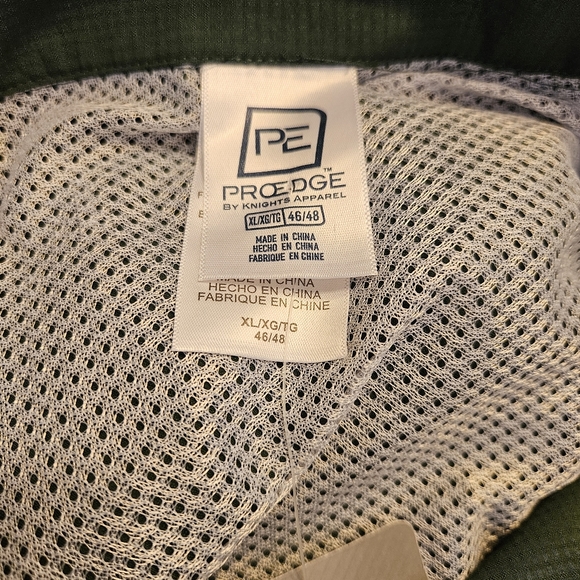 PE
PROEDGE™
BY KNIGHTS APPAREL
XL/XG/TG 46/48
MADE IN CHINA
HECHO EN CHINA
FABRIQUE EN CHINE
MADE IN CHINA
HECHO EN CHINA
FABRIQUE EN CHINE
XL/XG/TG
46/48